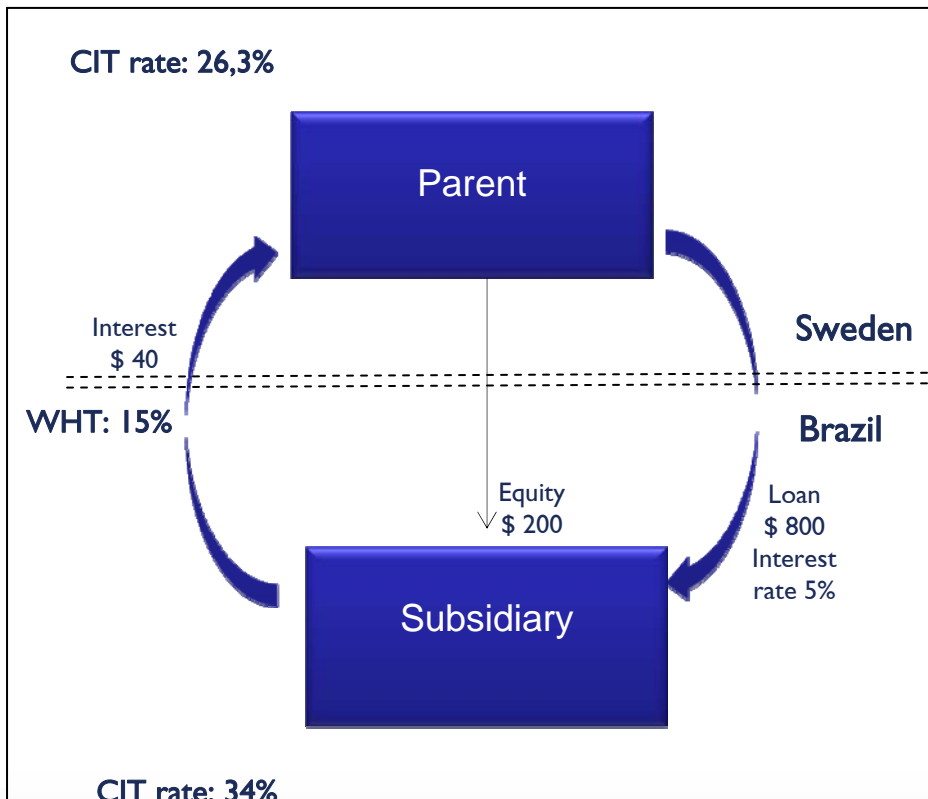 CIT rate: 26,3%
Parent
Interest
$ 40
Sweden
WHT: 15%
Brazil
Equity
$ 200
Loan
$ 800
Interest
rate 5%
Subsidiary
CIT rate: 34%